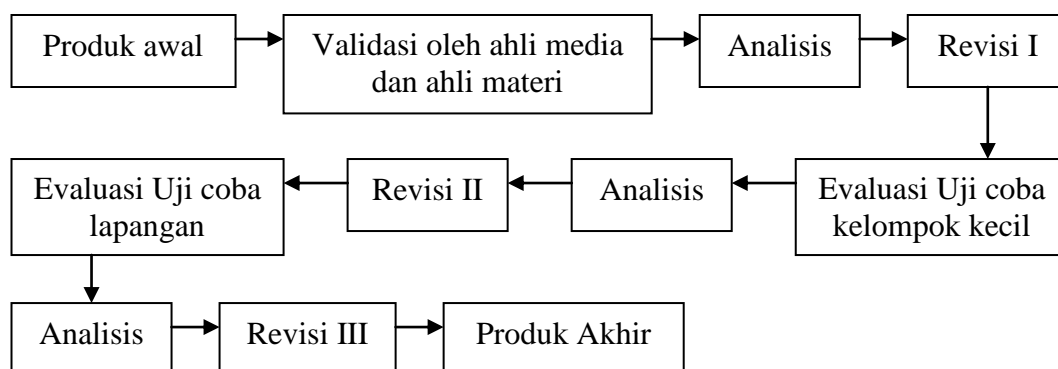 Produk awal
Validasi oleh ahli media
dan ahli materi
Analisis
Revisi I
Evaluasi Uji coba
kelompok kecil
Analisis
Revisi II
Evaluasi Uji coba
lapangan
Analisis
Revisi III
Produk Akhir